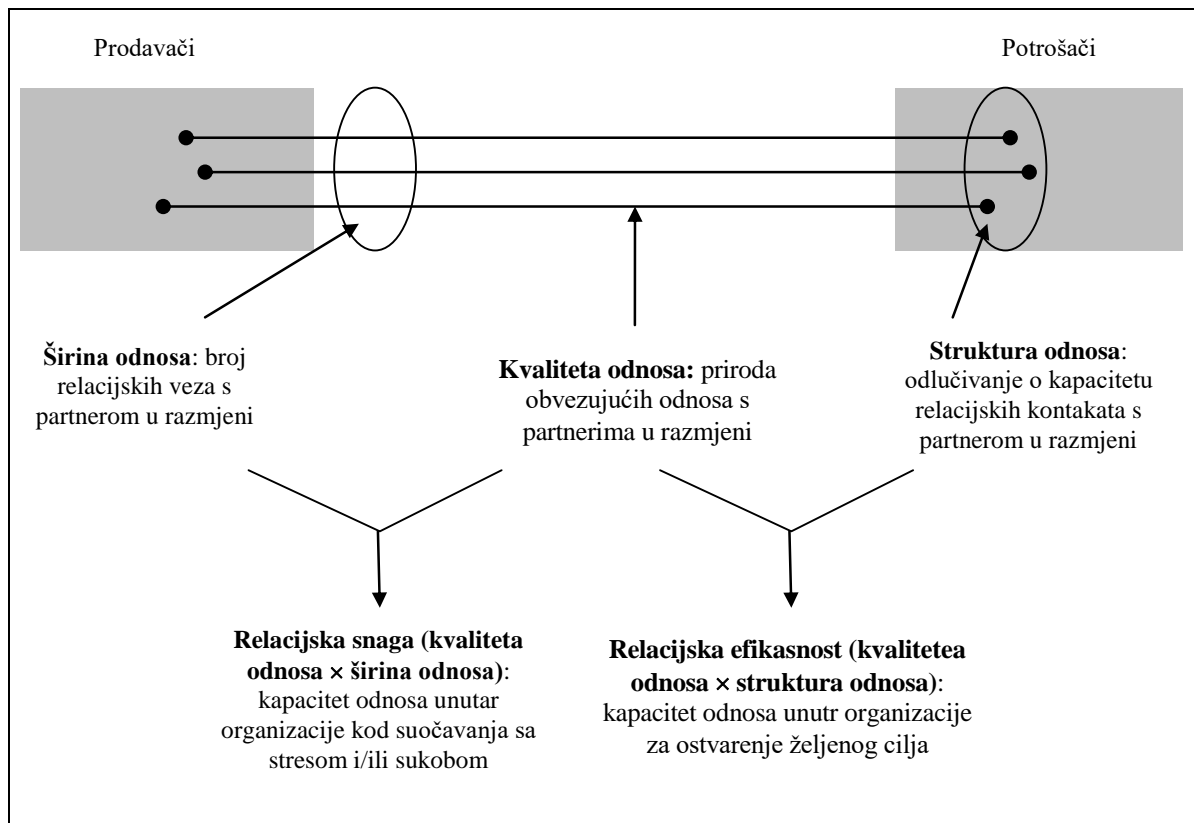 Prodavači
Potrošači
Širina odnosa: broj
relacijskih veza s
partnerom u razmjeni
Kvaliteta odnosa: priroda
obvezujućih odnosa s
partnerima u razmjeni
Struktura odnosa:
odlučivanje o kapacitetu
relacijskih kontakata s
partnerom u razmjeni
Relacijska snaga (kvaliteta
odnosa × širina odnosa):
kapacitet odnosa unutar
organizacije kod suočavanja sa
stresom i/ili sukobom
Relacijska efikasnost (kvalitetea
odnosa × struktura odnosa):
kapacitet odnosa unutr organizacije
za ostvarenje željenog cilja